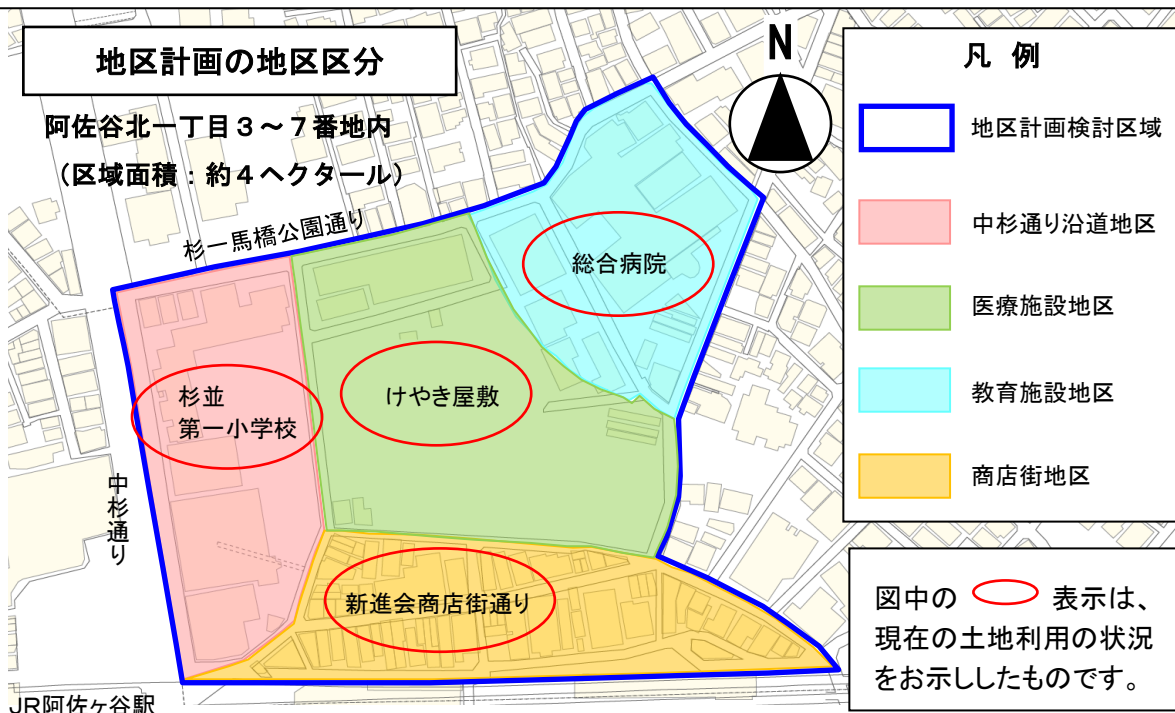 地区計画の地区区分
阿佐谷北一丁目3～7番地内
（区域面積：約4ヘクタール）
N
凡 例
地区計画検討区域
中杉通り沿道地区
医療施設地区
教育施設地区
商店街地区
杉一馬橋公園通り
総合病院
けやき屋敷
杉並
第一小学校
中杉通り
新進会商店街通り
JR阿佐ヶ谷駅
図中の 表示は、
現在の土地利用の状況
をお示ししたものです。